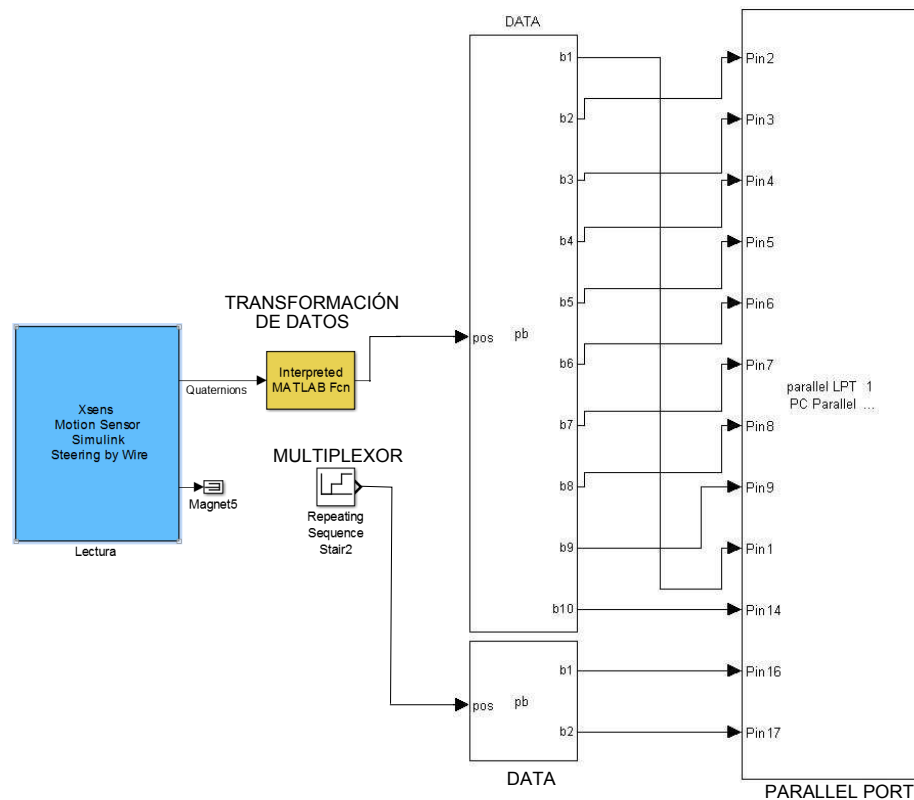 DATA
b1
b2
b3
b4
b5
b6
b7
b8
b9
b10
pos
pb
Pin2
Pin3
Pin4
Pin5
Pin6
Pin7
Pin8
Pin9
Pin1
Pin14
Pin16
Pin17
parallel LPT 1
PC Parallel ...
PARALLEL PORT
TRANSFORMACIÓN
DE DATOS
Interpreted
MATLAB Fcn
Quaternions
Xsens
Motion Sensor
Simulink
Steering by Wire
Lectura
Magnet5
MULTIPLEXOR
Repeating
Sequence
Stair2
pos
pb
b1
b2
DATA